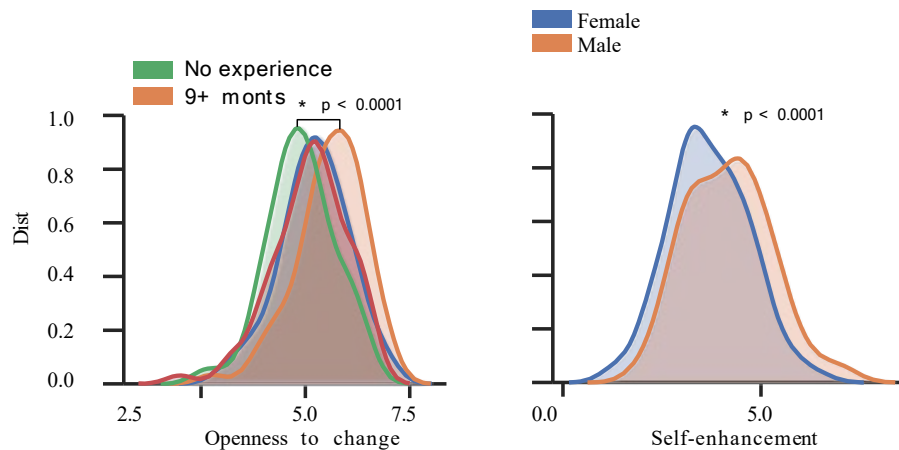 No experience
9+ monts
* p < 0.0001
1.0
0.8
0.6
0.4
0.2
0.0
Dist
2.5 5.0 7.5
Openness to change
Female
Male
* p < 0.0001
0.0 5.0
Self-enhancement